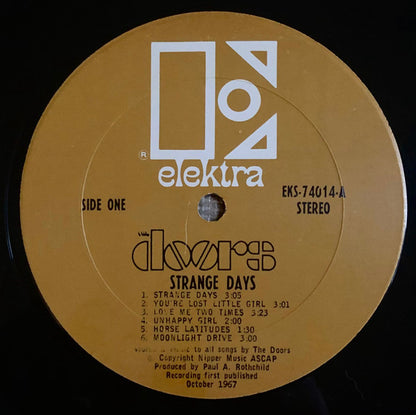 elektra
®
EKS-74014-A
SIDE ONE
STEREO
the doors
STRANGE DAYS
1. STRANGE DAYS 3:05
2. YOU'RE LOST LITTLE GIRL 3:01
3. LOVE ME TWO TIMES 3:23
4. UNHAPPY GIRL 2:00
5. HORSE LATITUDES 1:30
6. MOONLIGHT DRIVE 3:00
Words & Music to all songs by The Doors
© Copyright Nipper Music ASCAP
Produced by Paul A. Rothchild
Recording first published
October 1967